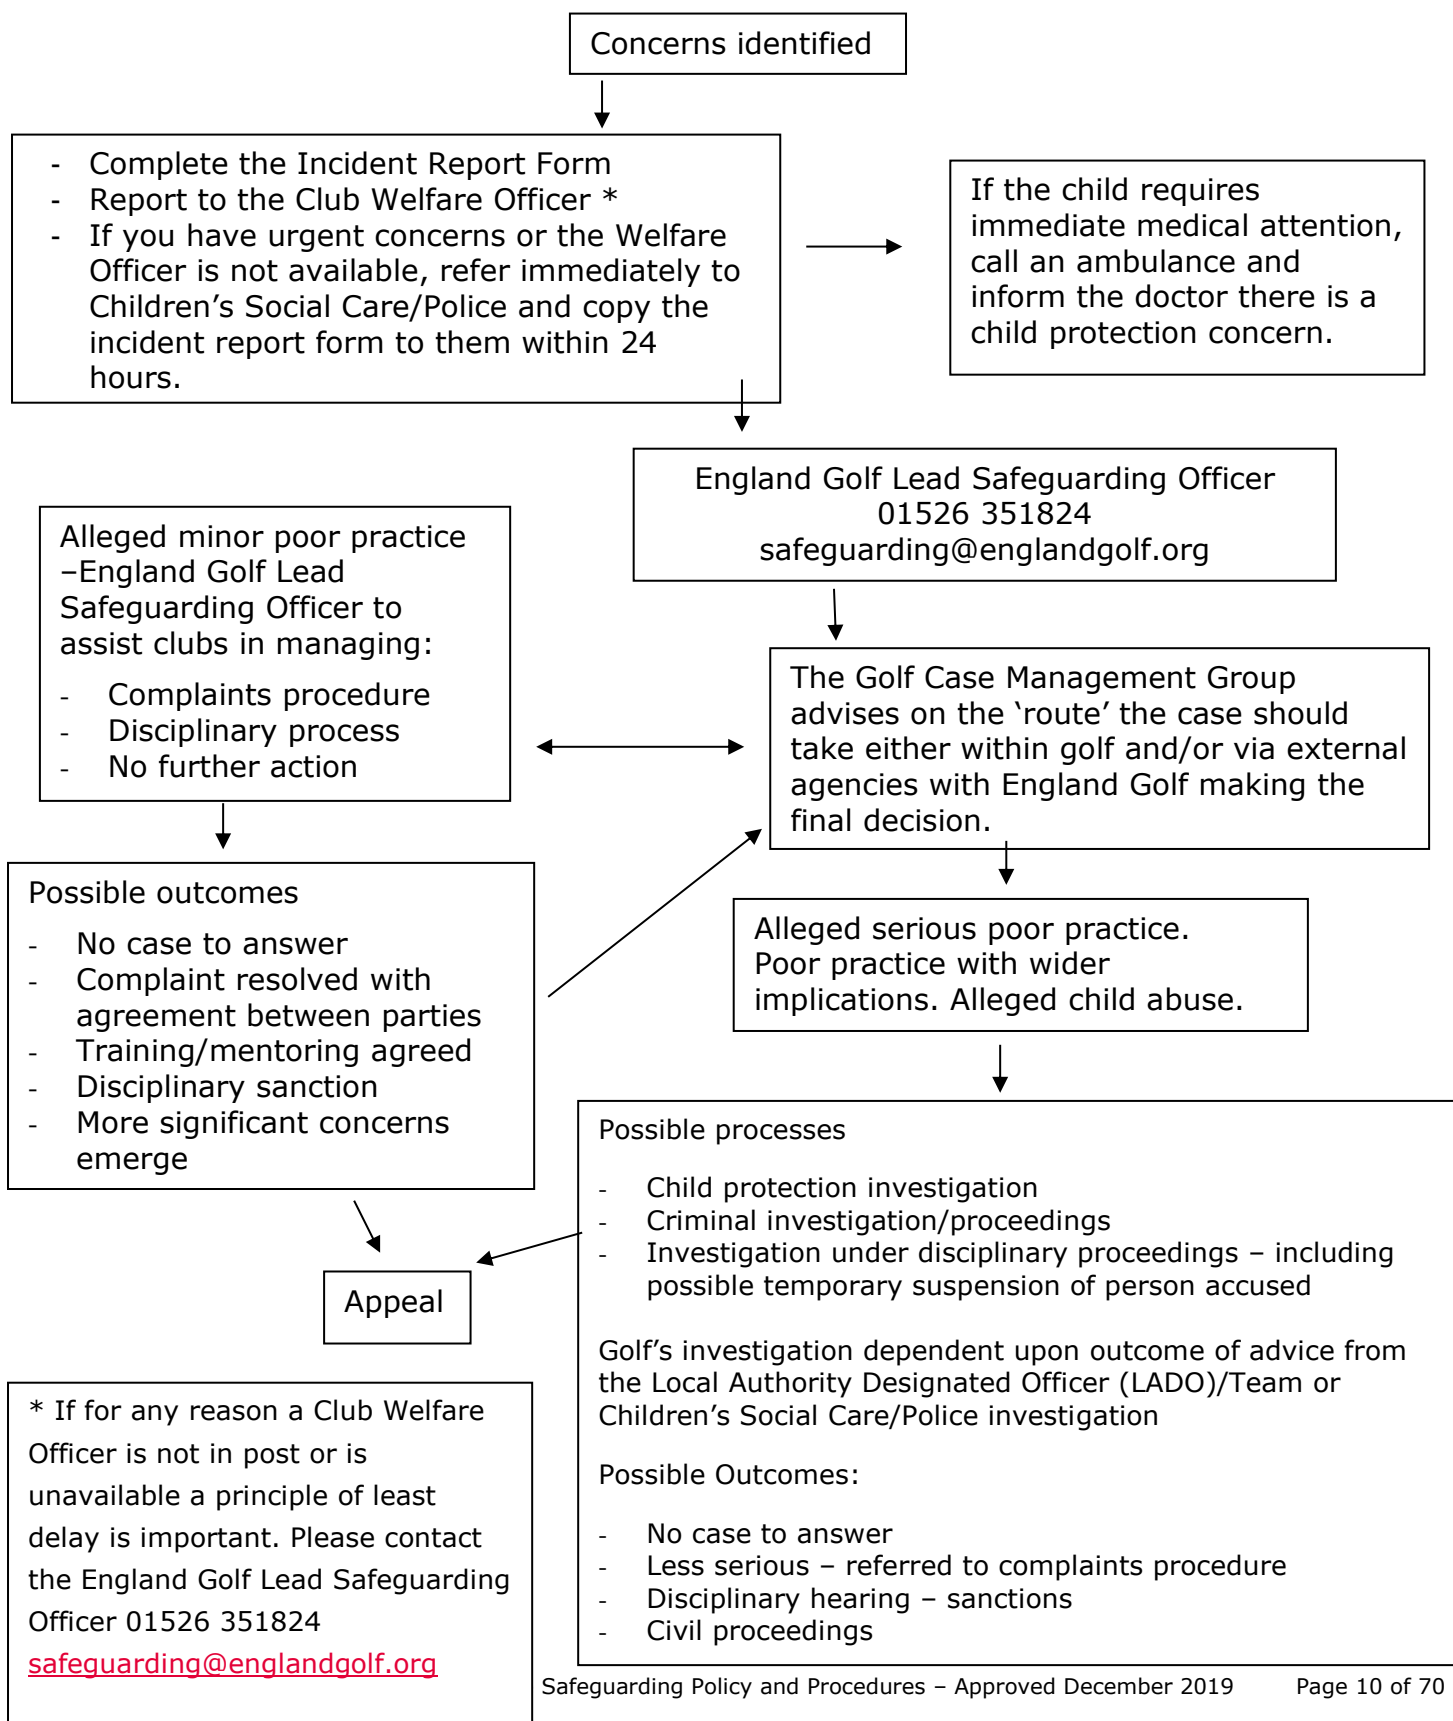 Concerns identified
- Complete the Incident Report Form
- Report to the Club Welfare Officer *
- If you have urgent concerns or the Welfare
Officer is not available, refer immediately to
Children’s Social Care/Police and copy the
incident report form to them within 24
hours.
If the child requires
immediate medical attention,
call an ambulance and
inform the doctor there is a
child protection concern.
England Golf Lead Safeguarding Officer
01526 351824
safeguarding@englandgolf.org
Alleged minor poor practice
–England Golf Lead
Safeguarding Officer to
assist clubs in managing:
- Complaints procedure
- Disciplinary process
- No further action
The Golf Case Management Group
advises on the ‘route’ the case should
take either within golf and/or via external
agencies with England Golf making the
final decision.
Possible outcomes
- No case to answer
- Complaint resolved with
agreement between parties
- Training/mentoring agreed
- Disciplinary sanction
- More significant concerns
emerge
Alleged serious poor practice.
Poor practice with wider
implications. Alleged child abuse.
Possible processes
- Child protection investigation
- Criminal investigation/proceedings
- Investigation under disciplinary proceedings – including
possible temporary suspension of person accused
Golf’s investigation dependent upon outcome of advice from
the Local Authority Designated Officer (LADO)/Team or
Children’s Social Care/Police investigation
Possible Outcomes:
- No case to answer
- Less serious – referred to complaints procedure
- Disciplinary hearing – sanctions
- Civil proceedings
Appeal
* If for any reason a Club Welfare
Officer is not in post or is
unavailable a principle of least
delay is important. Please contact
the England Golf Lead Safeguarding
Officer 01526 351824
safeguarding@englandgolf.org
Safeguarding Policy and Procedures – Approved December 2019 Page 10 of 70